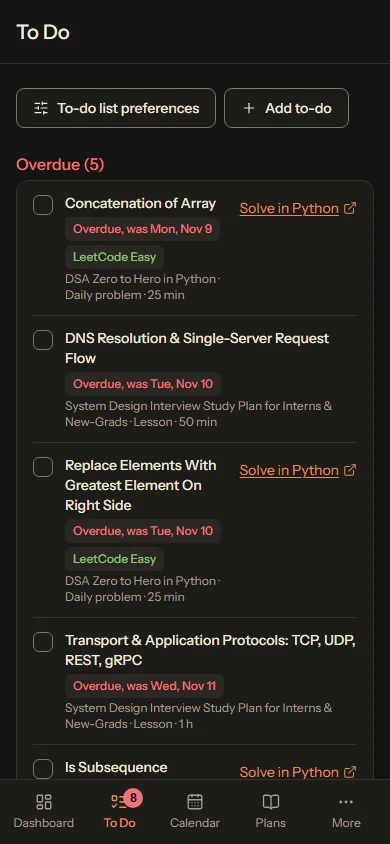 To Do
To-do list preferences
Add to-do
Overdue (5)
Concatenation of Array
Solve in Python
Overdue, was Mon, Nov 9
LeetCode Easy
DSA Zero to Hero in Python ·
Daily problem · 25 min
DNS Resolution & Single-Server Request
Flow
Overdue, was Tue, Nov 10
System Design Interview Study Plan for Interns &
New-Grads · Lesson · 50 min
Replace Elements With
Greatest Element On
Right Side
Solve in Python
Overdue, was Tue, Nov 10
LeetCode Easy
DSA Zero to Hero in Python ·
Daily problem · 25 min
Transport & Application Protocols: TCP, UDP,
REST, gRPC
Overdue, was Wed, Nov 11
System Design Interview Study Plan for Interns &
New-Grads · Lesson · 1 h
Is Subsequence
Solve in Python
8
Dashboard
To Do
Calendar
Plans
More